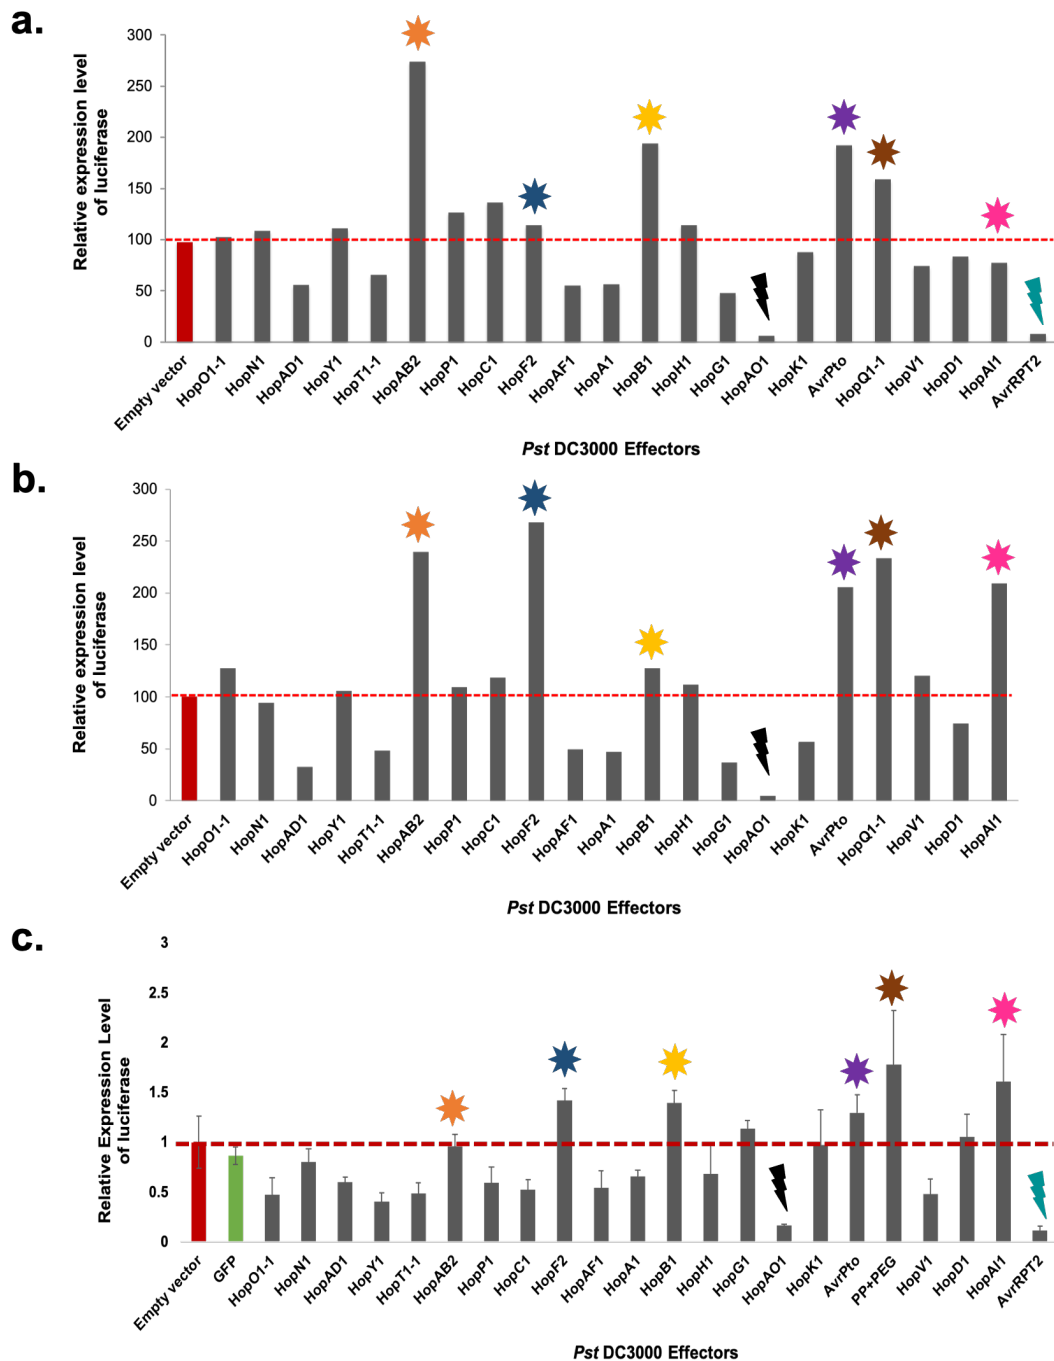 a.
300
250
200
150
100
50
0
Relative expression level
of luciferase
Empty vector
HopO1-1
HopN1
HopAD1
HopY1
HopT1-1
HopAB2
HopP1
HopC1
HopF2
HopAF1
HopA1
HopB1
HopH1
HopG1
HopAO1
HopK1
AvrPto
HopQ1-1
HopV1
HopD1
HopAI1
AvrRPT2
Pst DC3000 Effectors
b.
300
250
200
150
100
50
0
Relative expression level
of luciferase
Empty vector
HopO1-1
HopN1
HopAD1
HopY1
HopT1-1
HopAB2
HopP1
HopC1
HopF2
HopAF1
HopA1
HopB1
HopH1
HopG1
HopAO1
HopK1
AvrPto
HopQ1-1
HopV1
HopD1
HopAI1
Pst DC3000 Effectors
c.
3
2.5
2
1.5
1
0.5
0
Relative Expression Level
of luciferase
Empty vector
GFP
HopO1-1
HopN1
HopAD1
HopY1
HopT1-1
HopAB2
HopP1
HopC1
HopF2
HopAF1
HopA1
HopB1
HopH1
HopG1
HopAO1
HopK1
AvrPto
PP+PEG
HopV1
HopD1
HopAI1
AvrRPT2
Pst DC3000 Effectors